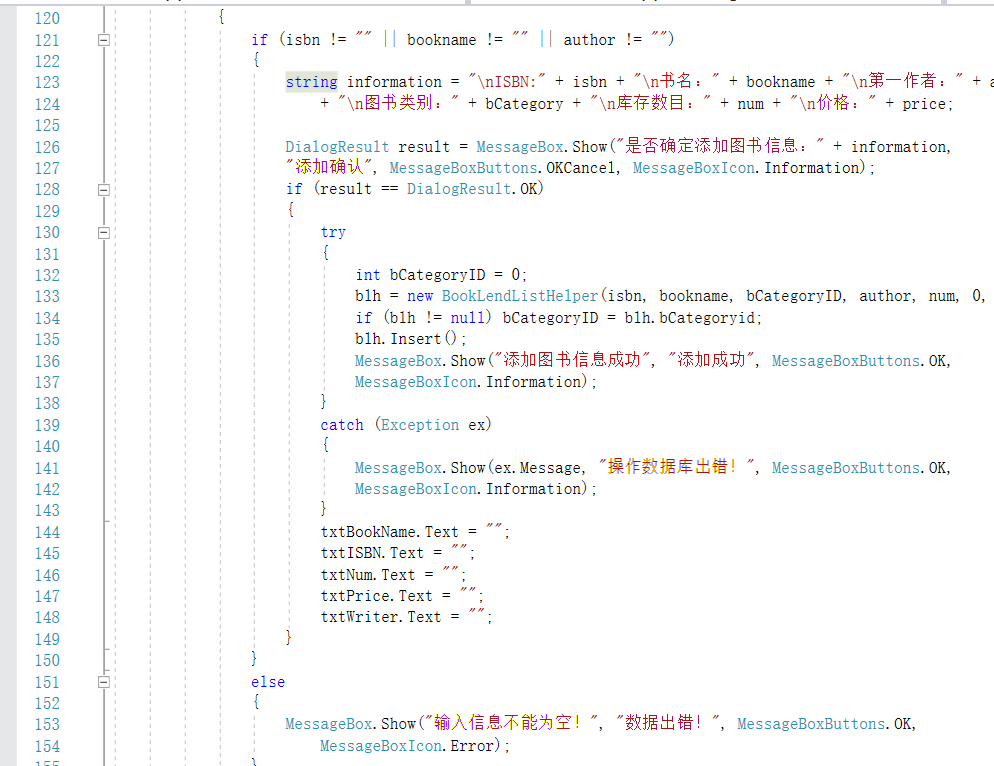 120 {
121 if (isbn != "" || bookname != "" || author != "")
122 {
123 string information = "\nISBN:" + isbn + "\n书名：" + bookname + "\n第一作者：" +
124 + "\n图书类别：" + bCategory + "\n库存数目：" + num + "\n价格：" + price;
125
126 DialogResult result = MessageBox.Show("是否确定添加图书信息：" + information,
127 "添加确认", MessageBoxButtons.OKCancel, MessageBoxIcon.Information);
128 if (result == DialogResult.OK)
129 {
130 try
131 {
132 int bCategoryID = 0;
133 blh = new BookLendListHelper(isbn, bookname, bCategoryID, author, num, 0,
134 if (blh != null) bCategoryID = blh.bCategoryid;
135 blh.Insert();
136 MessageBox.Show("添加图书信息成功", "添加成功", MessageBoxButtons.OK,
137 MessageBoxIcon.Information);
138 }
139 catch (Exception ex)
140 {
141 MessageBox.Show(ex.Message, "操作数据库出错！", MessageBoxButtons.OK,
142 MessageBoxIcon.Information);
143 }
144 txtBookName.Text = "";
145 txtISBN.Text = "";
146 txtNum.Text = "";
147 txtPrice.Text = "";
148 txtWriter.Text = "";
149 }
150 }
151 else
152 {
153 MessageBox.Show("输入信息不能为空！", "数据出错！", MessageBoxButtons.OK,
154 MessageBoxIcon.Error);